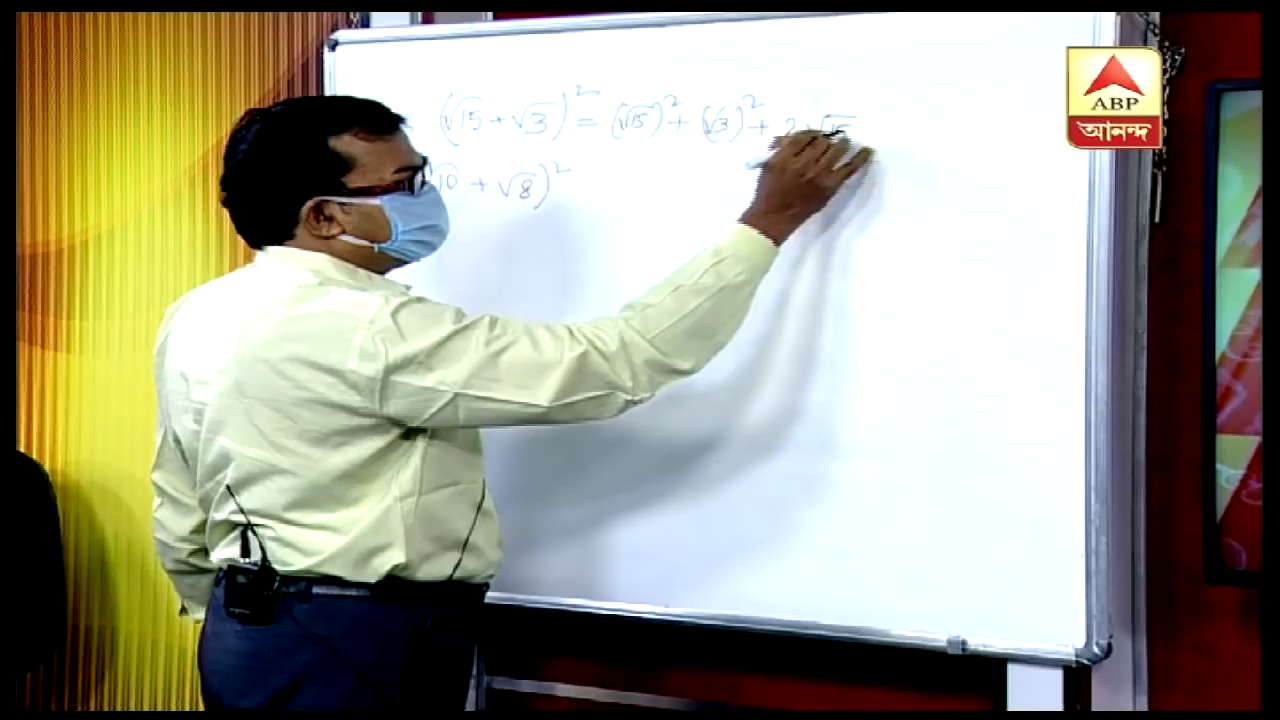 (√15 + √3)² = (√15)² + (√3)² + 2 √15
10 + √8)²
ABP
আনন্দ